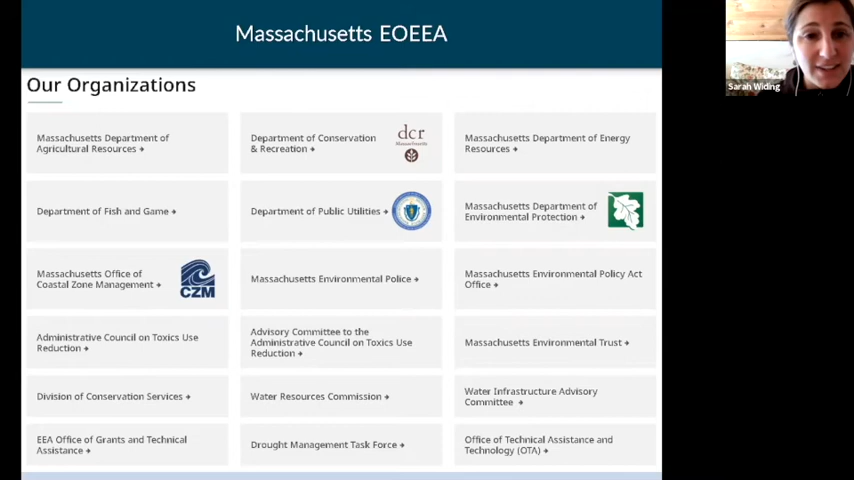 Massachusetts EOEEA
Sarah Widing
Our Organizations
Massachusetts Department of
Agricultural Resources →
Department of Conservation
& Recreation →
dcr
Massachusetts
Massachusetts Department of Energy
Resources →
Department of Fish and Game →
Department of Public Utilities →
Massachusetts Department of
Environmental Protection →
Massachusetts Office of
Coastal Zone Management →
CZM
Massachusetts Environmental Police →
Massachusetts Environmental Policy Act
Office →
Administrative Council on Toxics Use
Reduction →
Advisory Committee to the
Administrative Council on Toxics Use
Reduction →
Massachusetts Environmental Trust →
Division of Conservation Services →
Water Resources Commission →
Water Infrastructure Advisory
Committee →
EEA Office of Grants and Technical
Assistance →
Drought Management Task Force →
Office of Technical Assistance and
Technology (OTA) →